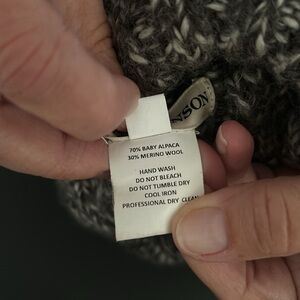 NSON
70% BABY ALPACA
30% MERINO WOOL
HAND WASH
DO NOT BLEACH
DO NOT TUMBLE DRY
COOL IRON
PROFESSIONAL DRY CLEAN